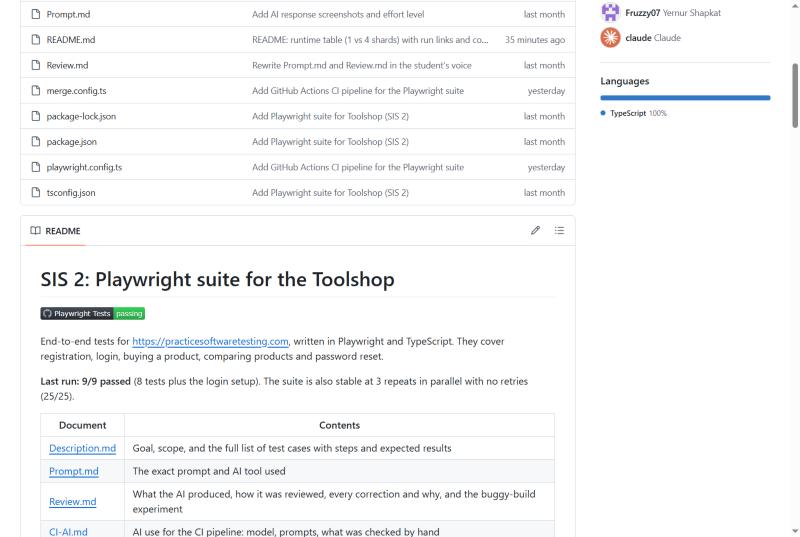 Prompt.md Add AI response screenshots and effort level last month
README.md README: runtime table (1 vs 4 shards) with run links and co... 35 minutes ago
Review.md Rewrite Prompt.md and Review.md in the student's voice last month
merge.config.ts Add GitHub Actions CI pipeline for the Playwright suite yesterday
package-lock.json Add Playwright suite for Toolshop (SIS 2) last month
package.json Add Playwright suite for Toolshop (SIS 2) last month
playwright.config.ts Add GitHub Actions CI pipeline for the Playwright suite yesterday
tsconfig.json Add Playwright suite for Toolshop (SIS 2) last month
Fruzzy07 Yernur Shapkat
claude Claude
Languages
TypeScript 100%
README
SIS 2: Playwright suite for the Toolshop
Playwright Tests passing
End-to-end tests for https://practicesoftwaretesting.com, written in Playwright and TypeScript. They cover
registration, login, buying a product, comparing products and password reset.
Last run: 9/9 passed (8 tests plus the login setup). The suite is also stable at 3 repeats in parallel with no retries
(25/25).
Document Contents
Description.md Goal, scope, and the full list of test cases with steps and expected results
Prompt.md The exact prompt and AI tool used
Review.md What the AI produced, how it was reviewed, every correction and why, and the buggy-build
experiment
CI-AI.md AI use for the CI pipeline: model, prompts, what was checked by hand